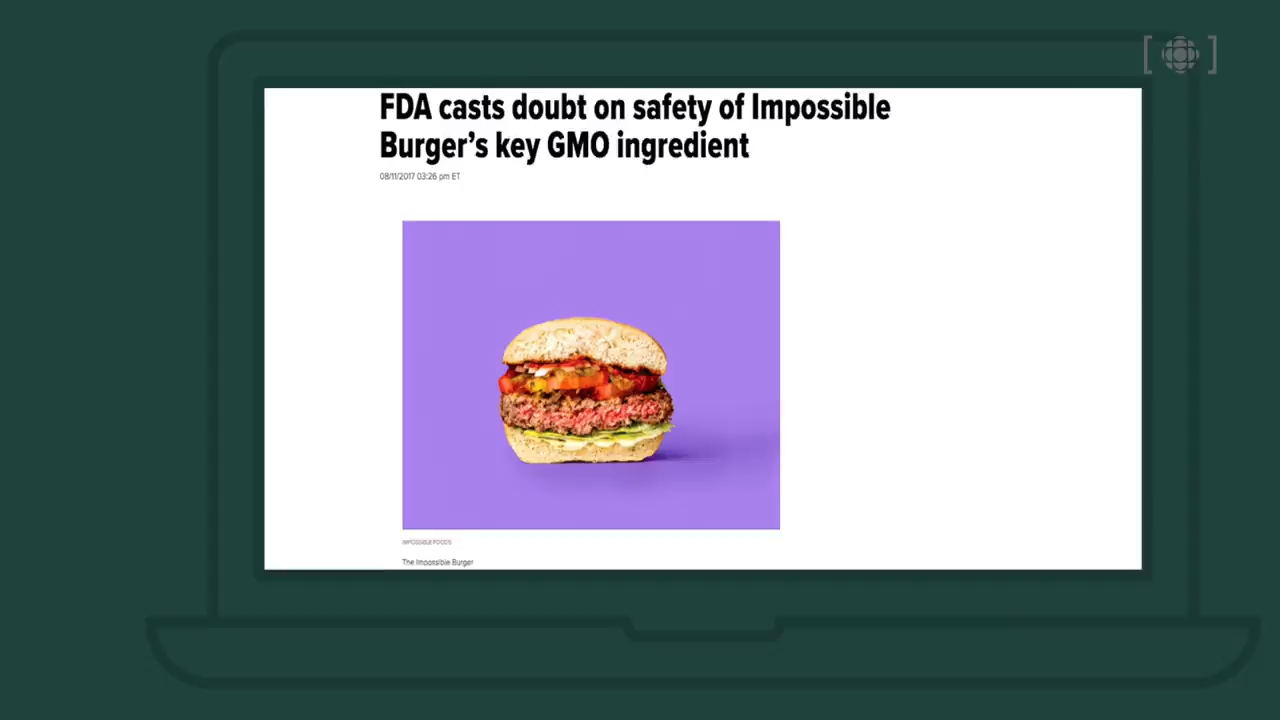 FDA casts doubt on safety of Impossible
Burger's key GMO ingredient
08/11/2017 03:26 pm ET
IMPOSSIBLE FOODS
The Impossible Burger